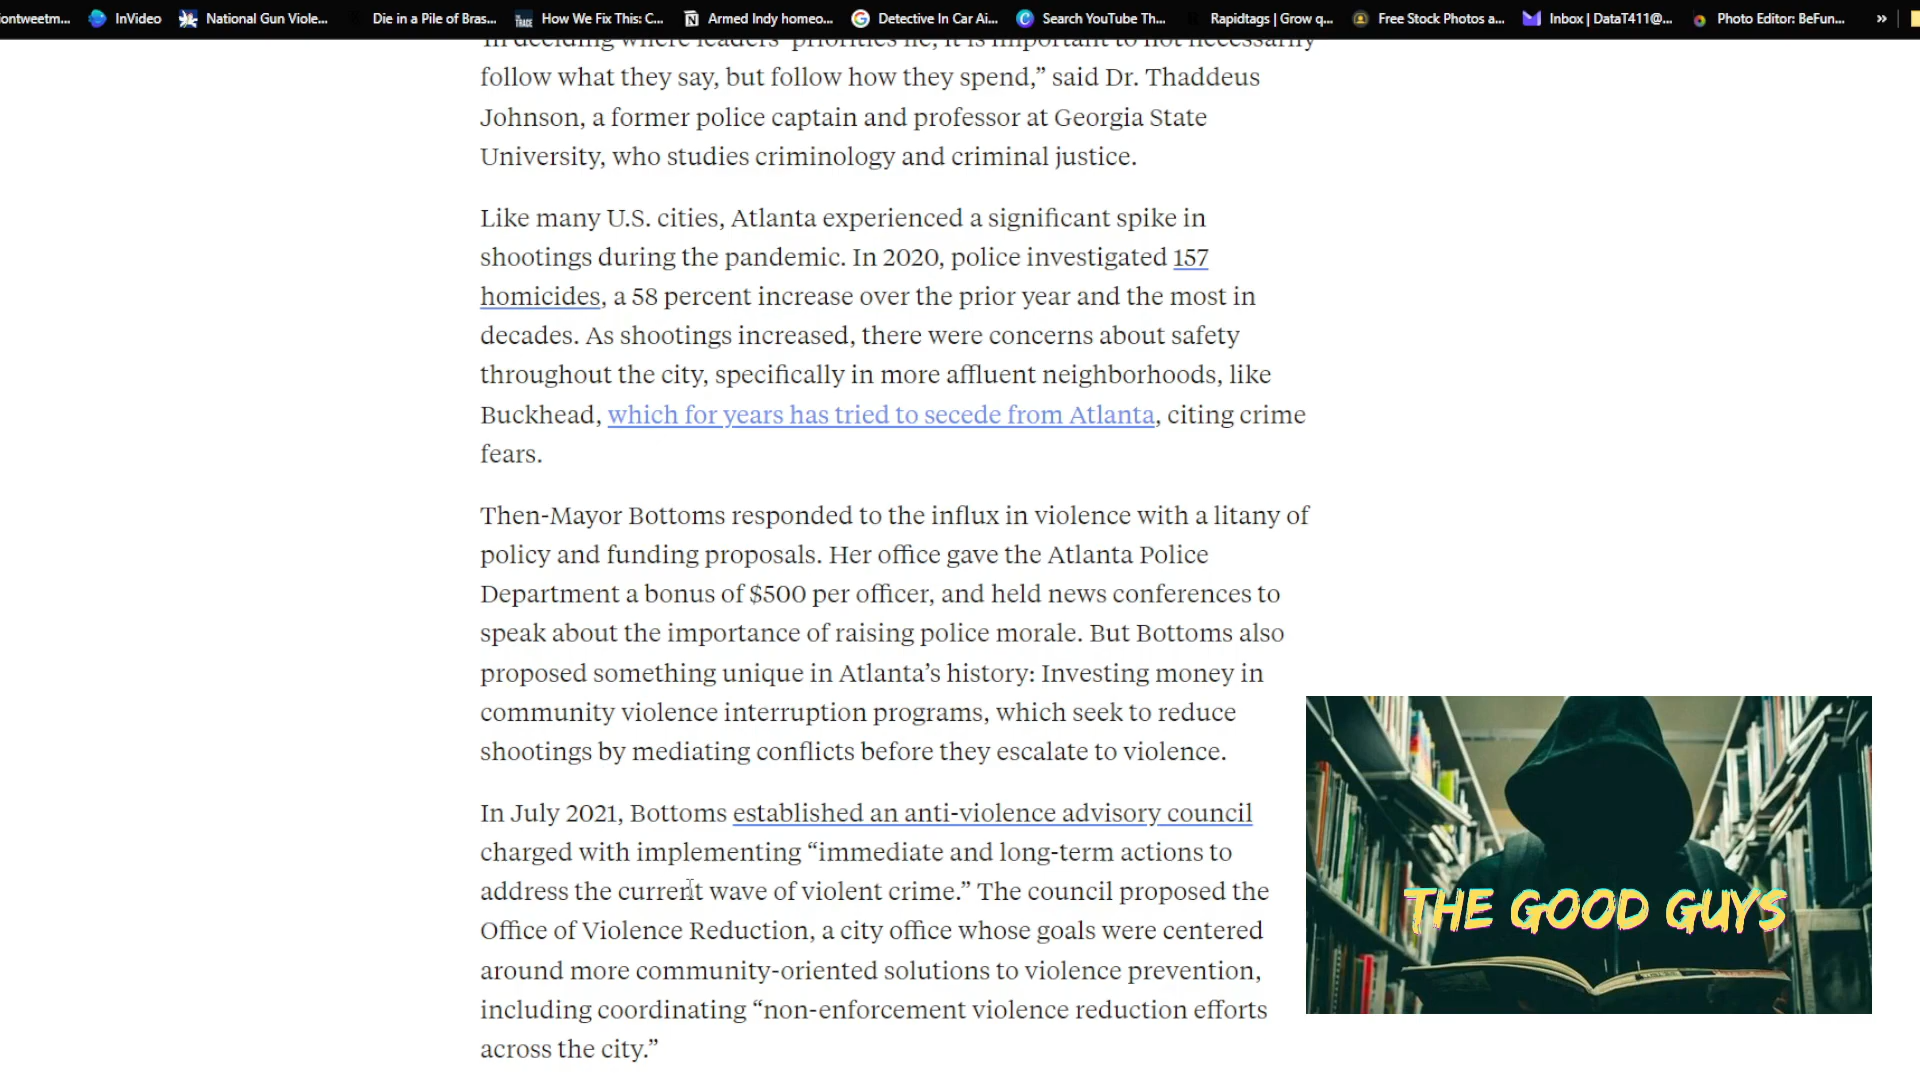 iontweetm...
InVideo
National Gun Viole...
Die in a Pile of Bras...
THE TRACE
How We Fix This: C...
Armed Indy homeo...
Detective In Car Ai...
Search YouTube Th...
Rapidtags | Grow q...
Free Stock Photos a...
Inbox | DataT411@...
Photo Editor: BeFun...
»
In deciding where leaders' priorities lie, it is important to not necessarily
follow what they say, but follow how they spend,” said Dr. Thaddeus
Johnson, a former police captain and professor at Georgia State
University, who studies criminology and criminal justice.
Like many U.S. cities, Atlanta experienced a significant spike in
shootings during the pandemic. In 2020, police investigated 157
homicides, a 58 percent increase over the prior year and the most in
decades. As shootings increased, there were concerns about safety
throughout the city, specifically in more affluent neighborhoods, like
Buckhead, which for years has tried to secede from Atlanta, citing crime
fears.
Then-Mayor Bottoms responded to the influx in violence with a litany of
policy and funding proposals. Her office gave the Atlanta Police
Department a bonus of $500 per officer, and held news conferences to
speak about the importance of raising police morale. But Bottoms also
proposed something unique in Atlanta’s history: Investing money in
community violence interruption programs, which seek to reduce
shootings by mediating conflicts before they escalate to violence.
In July 2021, Bottoms established an anti-violence advisory council
charged with implementing “immediate and long-term actions to
address the current wave of violent crime.” The council proposed the
Office of Violence Reduction, a city office whose goals were centered
around more community-oriented solutions to violence prevention,
including coordinating “non-enforcement violence reduction efforts
across the city.”
THE GOOD GUYS